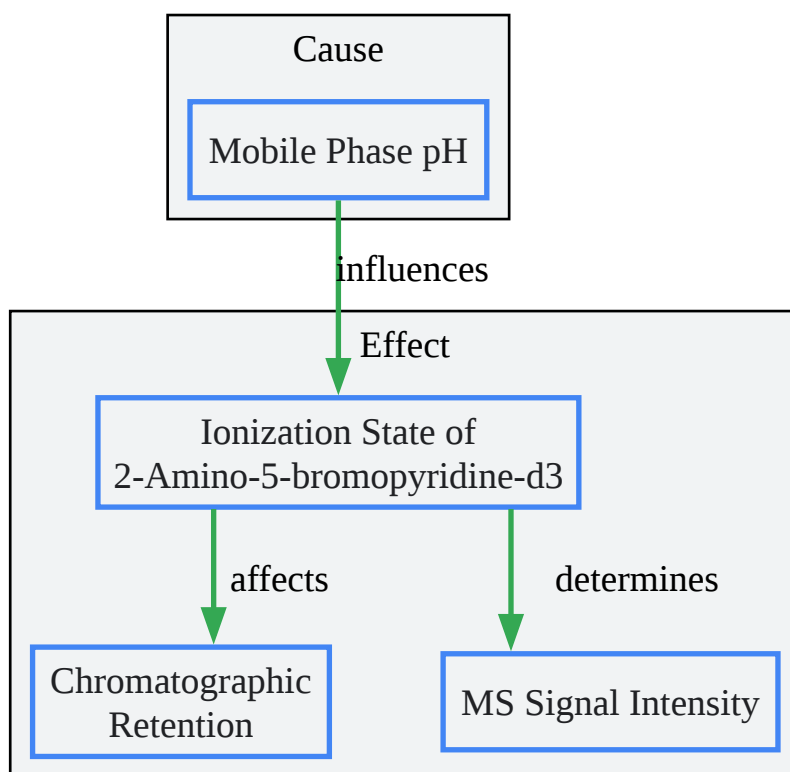 Cause
Mobile Phase pH
influences
Effect
Ionization State of
2-Amino-5-bromopyridine-d3
affects
determines
Chromatographic
Retention
MS Signal Intensity